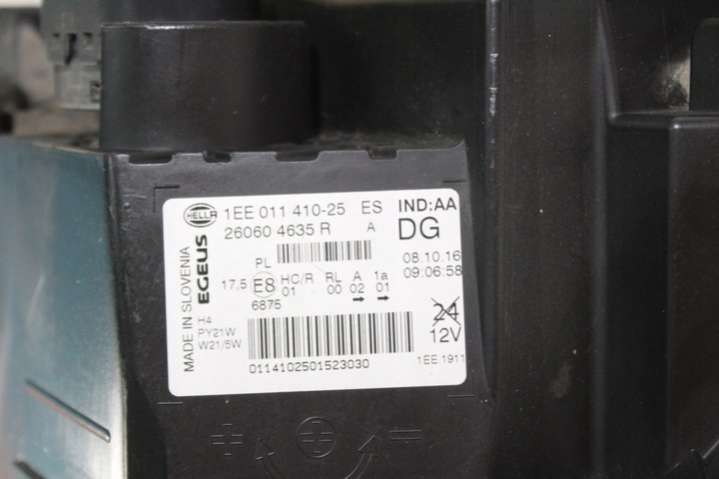 HELLA 1EE 011 410-25 ES IND:AA
26060 4635 R A DG
PL
08.10.16
09:06:58
17,5 E8 HC/R RL A 1a
01 00 02 01
6875
MADE IN SLOVENIA
EGEUS
H4
PY21W
W21/5W
24
12V
0114102501523030
1EE.1911